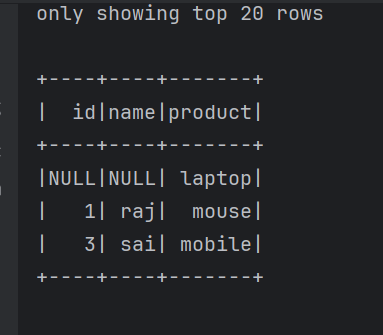 only showing top 20 rows
+----+----+-------+
|  id|name|product|
+----+----+-------+
|NULL|NULL| laptop|
|   1| raj|  mouse|
|   3| sai| mobile|
+----+----+-------+